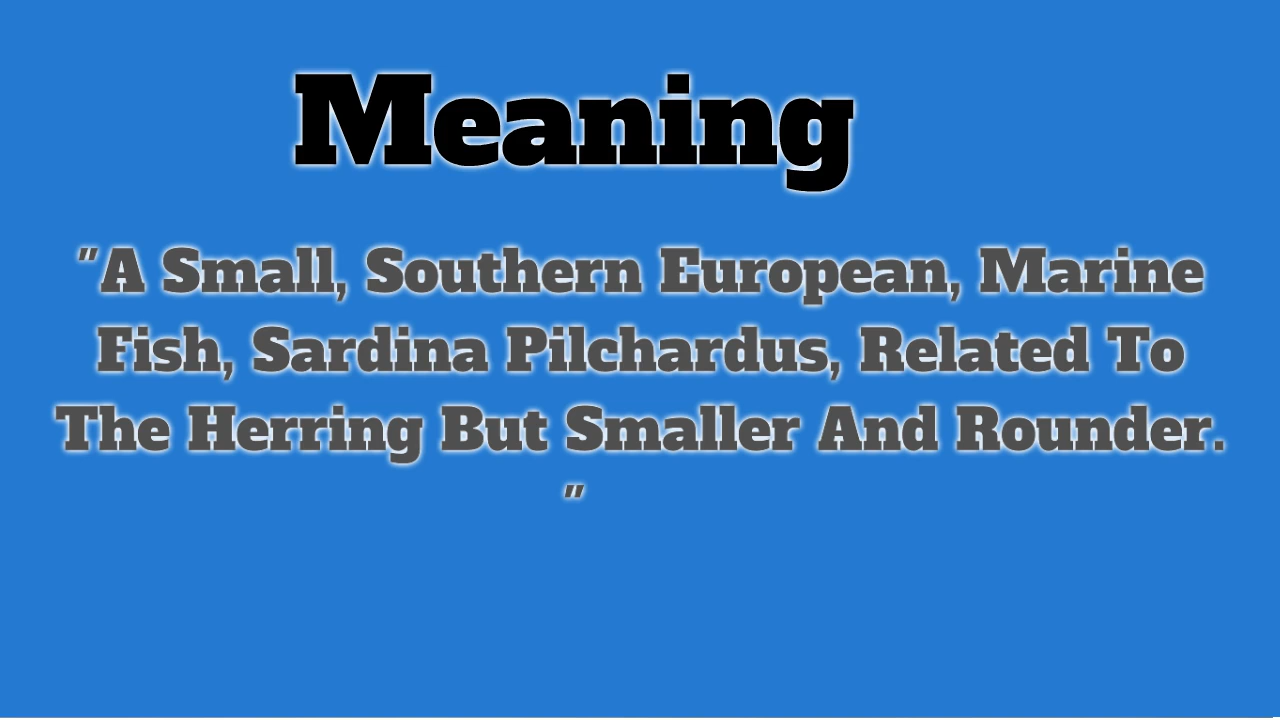 Meaning
"A Small, Southern European, Marine
Fish, Sardina Pilchardus, Related To
The Herring But Smaller And Rounder.
"